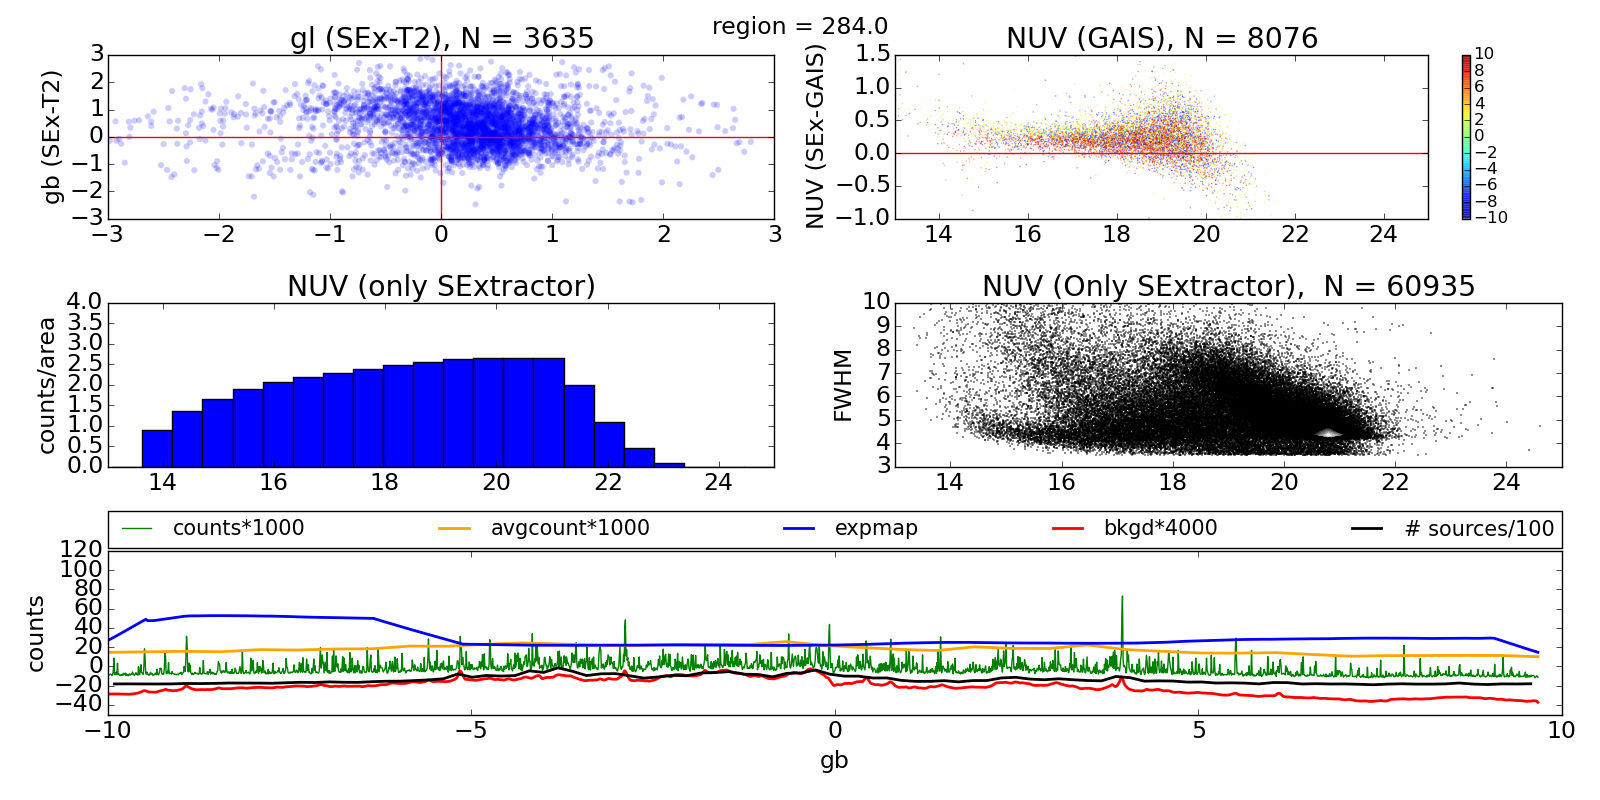 region = 284.0
gl (SEx-T2), N = 3635
gb (SEx-T2)
3
2
1
0
−1
−2
−3
−3 −2 −1 0 1 2 3
NUV (GAIS), N = 8076
NUV (SEx-GAIS)
1.5
1.0
0.5
0.0
−0.5
−1.0
14 16 18 20 22 24
10
8
6
4
2
0
−2
−4
−6
−8
−10
NUV (only SExtractor)
counts/area
4.0
3.5
3.0
2.5
2.0
1.5
1.0
0.5
0.0
14 16 18 20 22 24
NUV (Only SExtractor), N = 60935
FWHM
10
9
8
7
6
5
4
3
14 16 18 20 22 24
counts*1000 avgcount*1000 expmap bkgd*4000 # sources/100
counts
120
100
80
60
40
20
0
−20
−40
−10 −5 0 5 10
gb